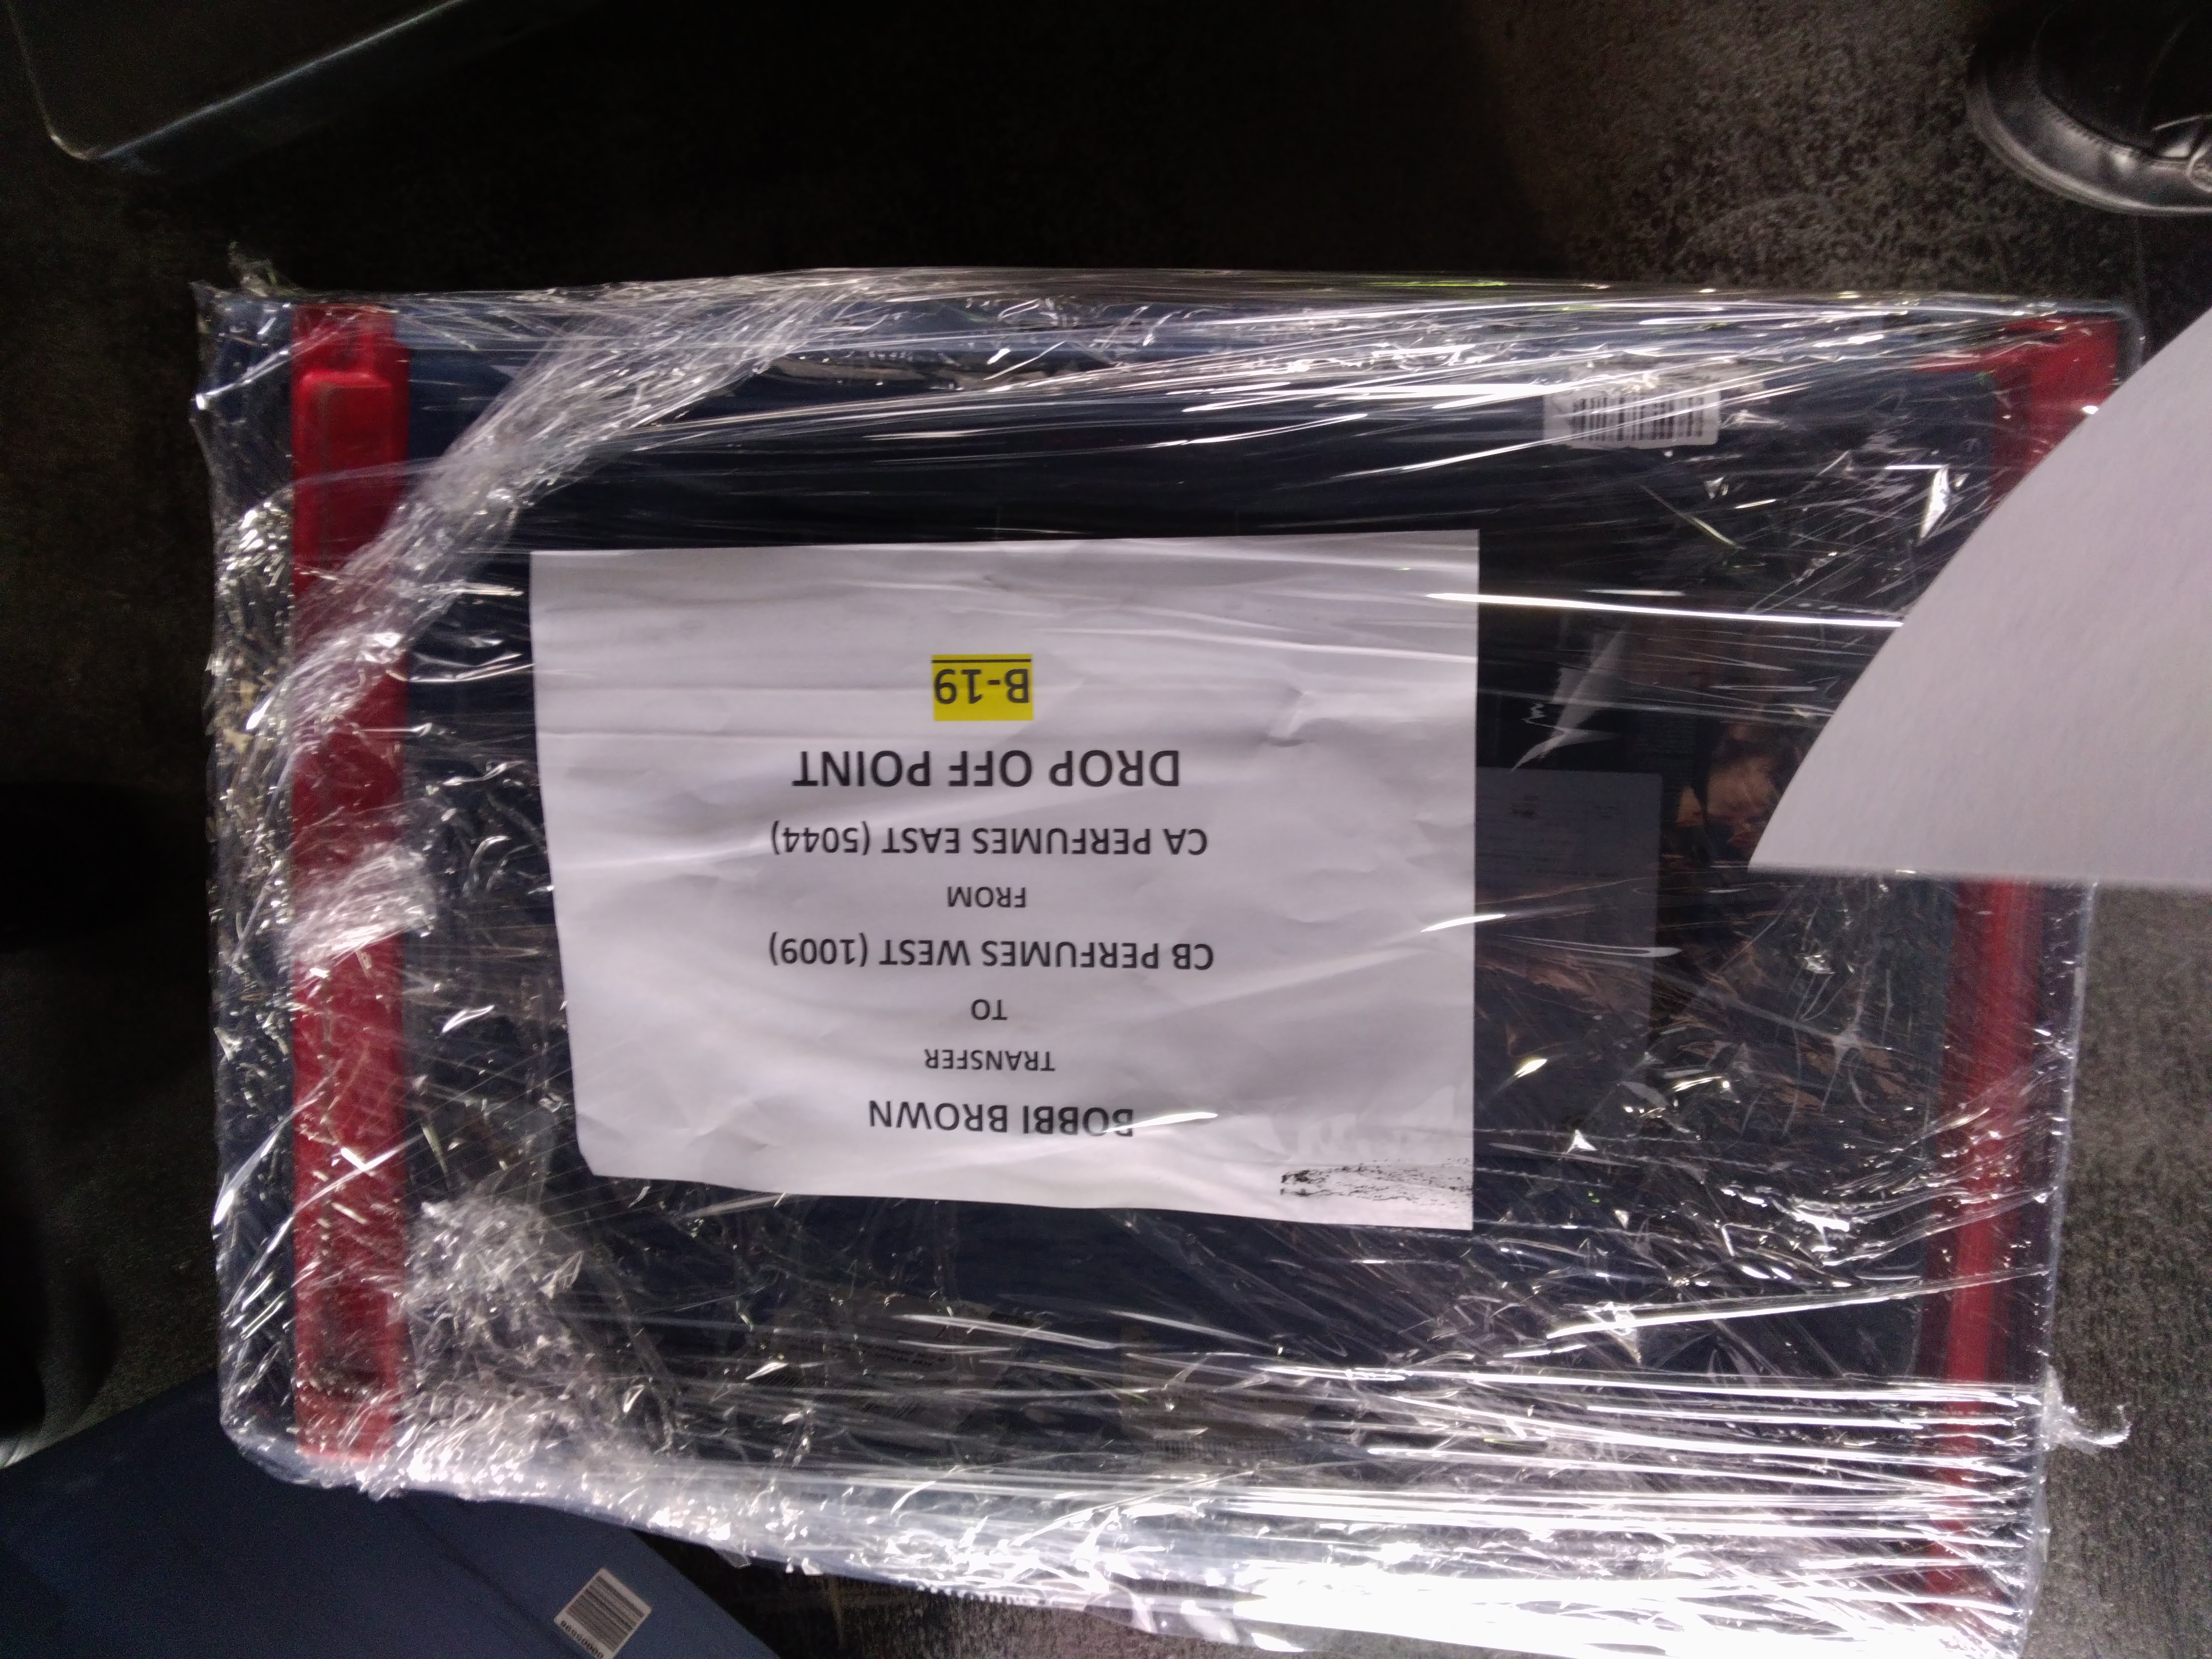 BOBBI BROWN
TRANSFER
TO
CB PERFUMES WEST (1009)
FROM
CA PERFUMES EAST (5044)
DROP OFF POINT
B-19